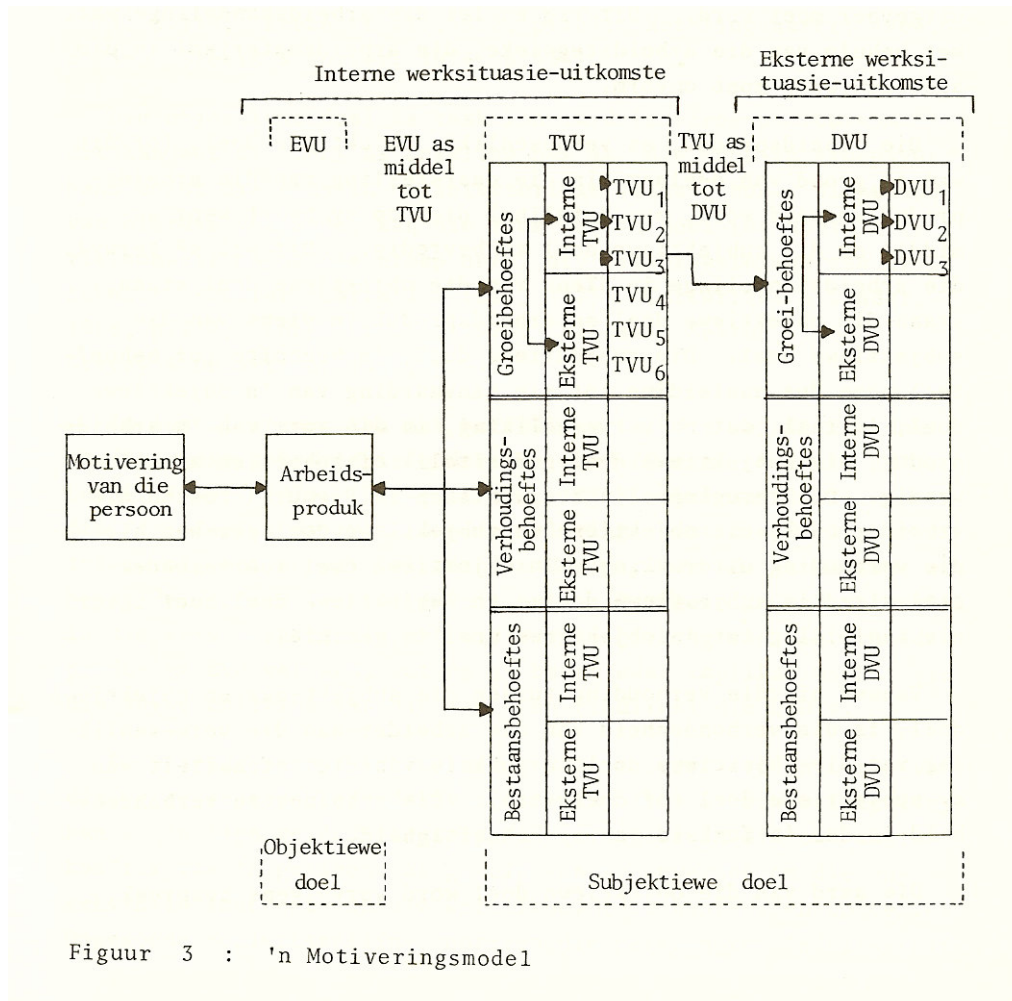 Interne werksituasie-uitkomste
Eksterne werksi-
tuasie-uitkomste
EVU
EVU as
middel
tot
TVU
TVU
TVU as
middel
tot
DVU
DVU
Groeibehoeftes
Interne
TVU
TVU1
TVU2
TVU3
Eksterne
TVU
TVU4
TVU5
TVU6
Groei-behoeftes
Interne
DVU
DVU1
DVU2
DVU3
Eksterne
DVU
Motivering
van die
persoon
Arbeids-
produk
Verhoudings-
behoeftes
Interne
TVU
Eksterne
TVU
Verhoudings-
behoeftes
Interne
DVU
Eksterne
DVU
Bestaansbehoeftes
Interne
TVU
Eksterne
TVU
Bestaansbehoeftes
Interne
DVU
Eksterne
DVU
Objektiewe
doel
Subjektiewe doel
Figuur 3 : 'n Motiveringsmodel